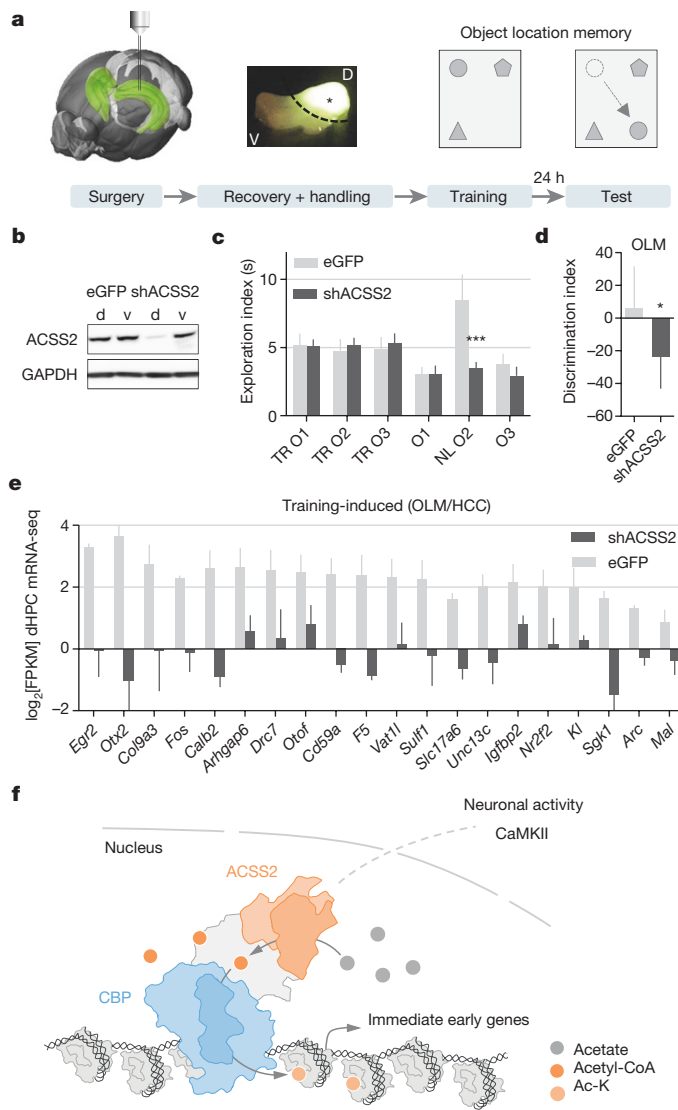 a
Object location memory
D
*
V
24 h
Surgery
Recovery + handling
Training
Test
b
eGFP shACSS2
d v d v
ACSS2
GAPDH
c
Exploration index (s)
10
5
0
eGFP
shACSS2
***
TR O1
TR O2
TR O3
O1
NL O2
O3
d
OLM
Discrimination index
40
20
0
−20
−40
−60
*
eGFP
shACSS2
e
Training-induced (OLM/HCC)
log2[FPKM] dHPC mRNA-seq
4
2
0
−2
shACSS2
eGFP
Egr2
Otx2
Col9a3
Fos
Calb2
Arhgap6
Drc7
Otof
Cd59a
F5
Vat1l
Sulf1
Slc17a6
Unc13c
Igfbp2
Nr2f2
Kl
Sgk1
Arc
Mal
f
Neuronal activity
CaMKII
Nucleus
ACSS2
CBP
Immediate early genes
Acetate
Acetyl-CoA
Ac-K